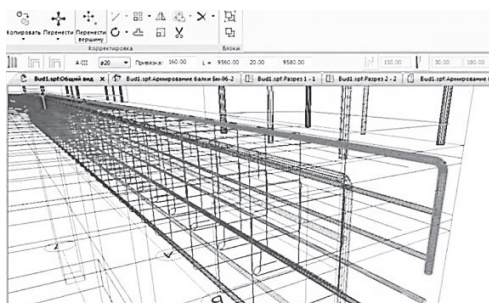 Копировать Перенести Перенести
вершину
Корректировка Блоки
А-III ø20 Привязка: 160.00 L = 9360.00 20.00 9580.00 150.00 30.00 180.00
Bud1.spf:Общий вид Bud1.spf:Армирование балки Бм-06-2 Bud1.spf:Разрез 1 - 1 Bud1.spf:Разрез 2 - 2 Bud1.spf:Армирование